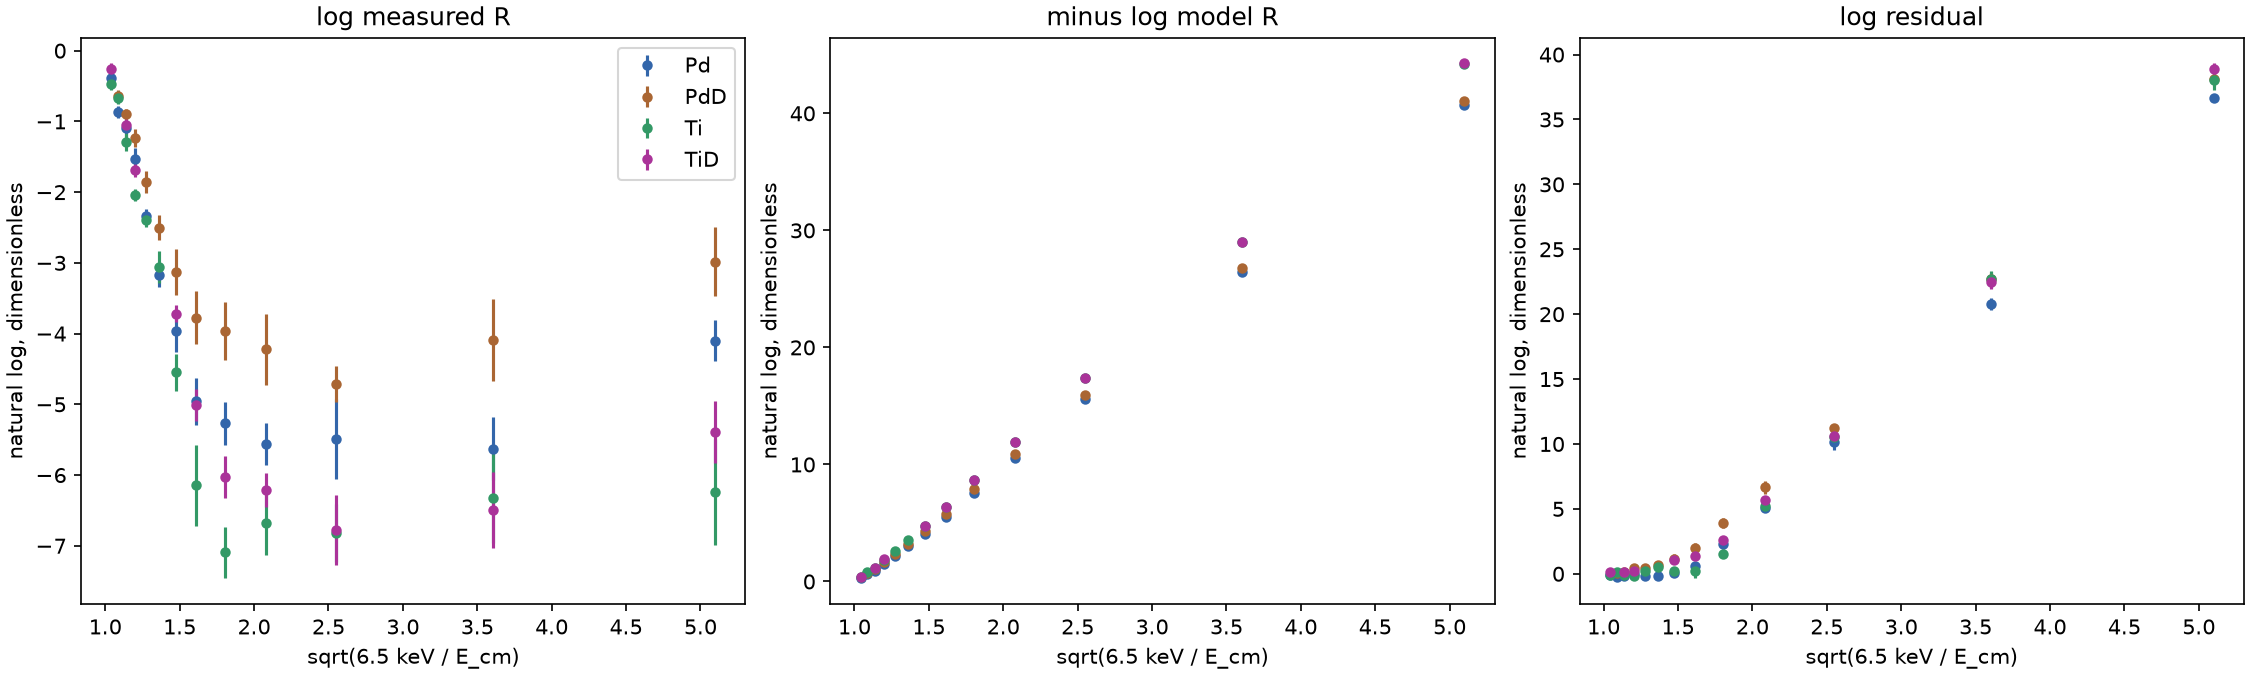 log measured R
minus log model R
log residual
natural log, dimensionless
0
−1
−2
−3
−4
−5
−6
−7
Pd
PdD
Ti
TiD
1.0 1.5 2.0 2.5 3.0 3.5 4.0 4.5 5.0
sqrt(6.5 keV / E_cm)
natural log, dimensionless
40
30
20
10
0
1.0 1.5 2.0 2.5 3.0 3.5 4.0 4.5 5.0
sqrt(6.5 keV / E_cm)
natural log, dimensionless
40
35
30
25
20
15
10
5
0
1.0 1.5 2.0 2.5 3.0 3.5 4.0 4.5 5.0
sqrt(6.5 keV / E_cm)